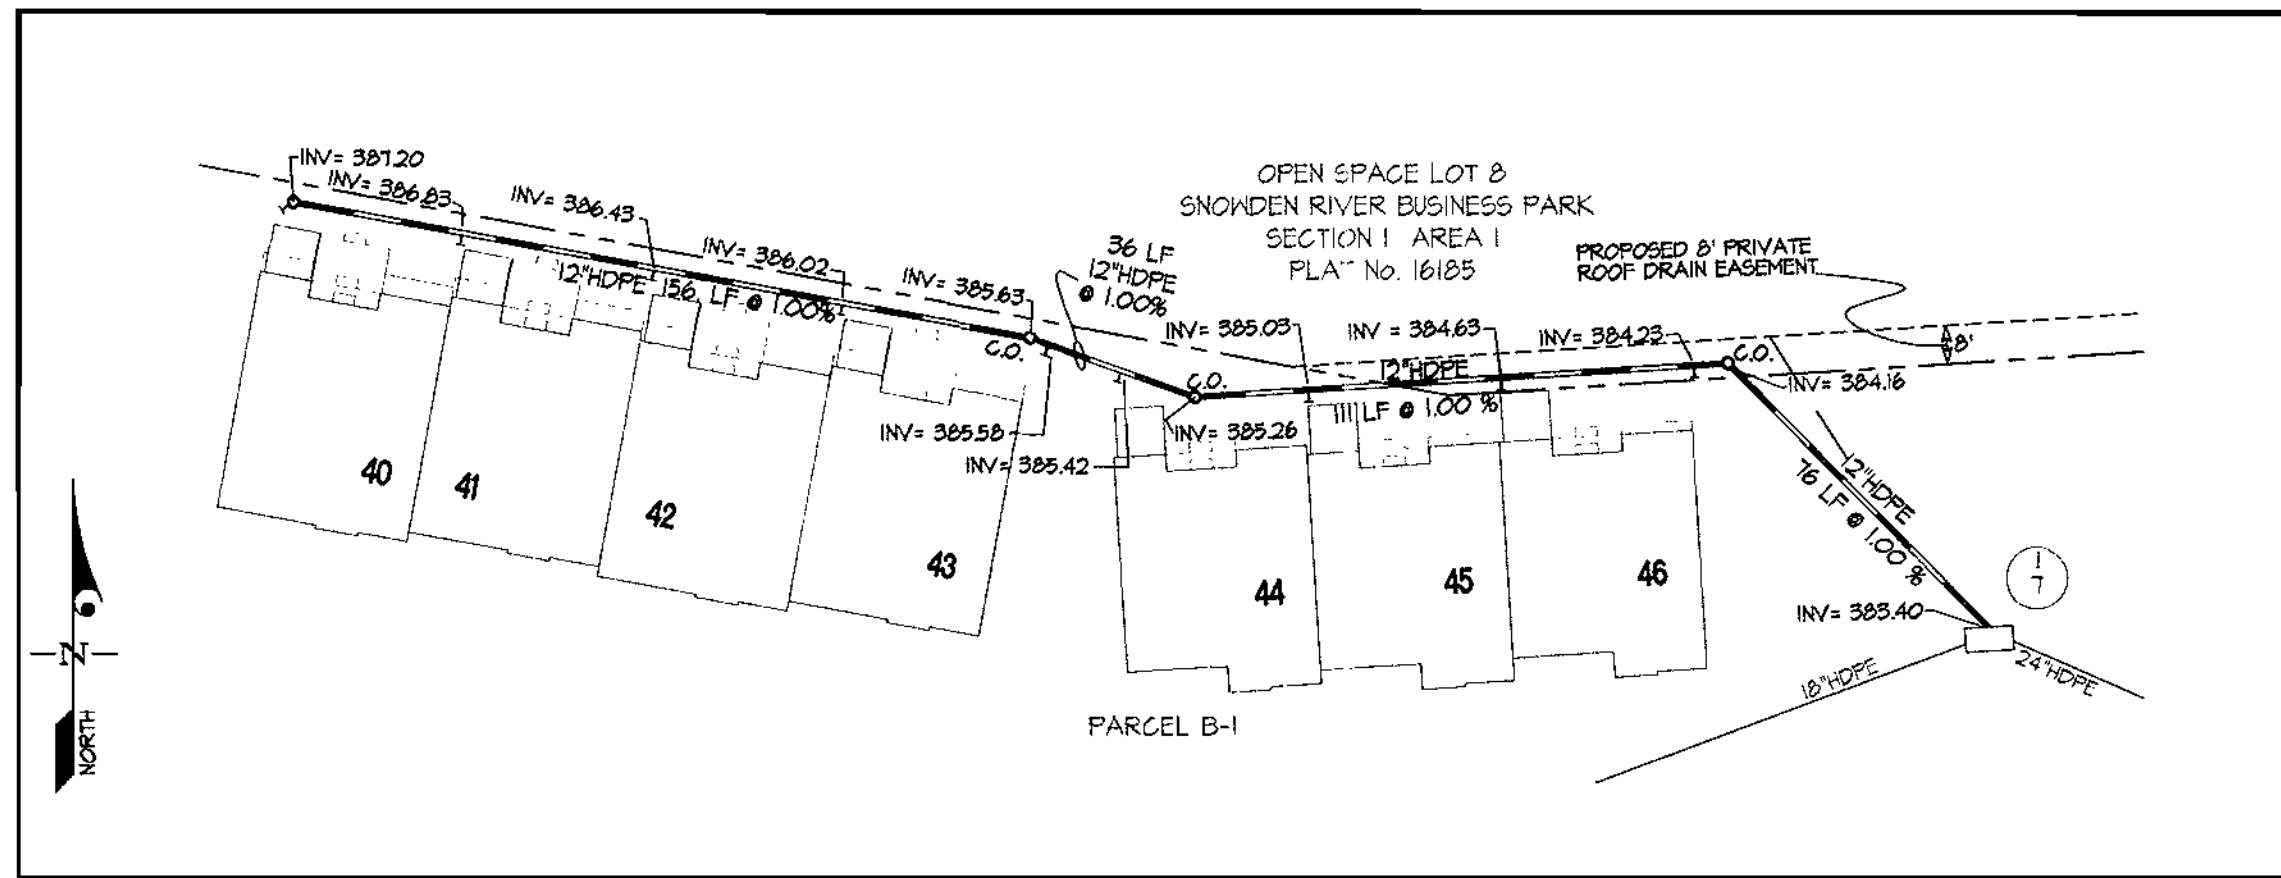 INV= 387.20
INV= 386.83
INV= 386.43
INV= 386.02
INV= 385.63
12"HDPE 156 LF @ 1.00%
C.O.
36 LF
12"HDPE
@ 1.00%
OPEN SPACE LOT 8
SNOWDEN RIVER BUSINESS PARK
SECTION 1 AREA 1
PLAT No. 16185
PROPOSED 8' PRIVATE
ROOF DRAIN EASEMENT
INV= 385.03
INV = 384.63
INV= 384.23
8'
C.O.
INV= 384.16
C.O.
12"HDPE
111 LF @ 1.00 %
INV= 385.58
INV= 385.26
INV= 385.42
12"HDPE
76 LF @ 1.00 %
40
41
42
43
44
45
46
1
7
INV= 383.40
18"HDPE
24"HDPE
PARCEL B-1
N
NORTH